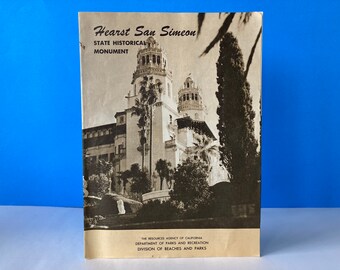 Hearst San Simeon
STATE HISTORICAL
MONUMENT
THE RESOURCES AGENCY OF CALIFORNIA
DEPARTMENT OF PARKS AND RECREATION
DIVISION OF BEACHES AND PARKS